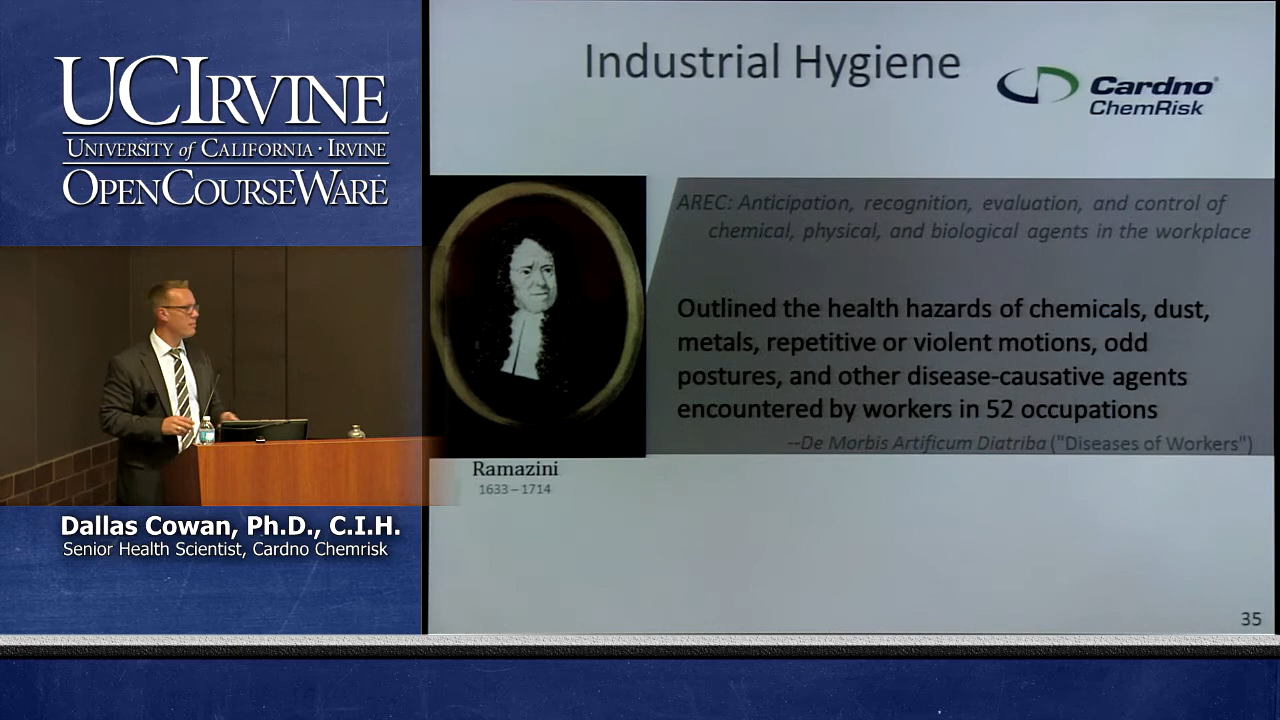 UCIRVINE
UNIVERSITY of CALIFORNIA · IRVINE
OPENCOURSEWARE
Dallas Cowan, Ph.D., C.I.H.
Senior Health Scientist, Cardno Chemrisk
Industrial Hygiene
Cardno®
ChemRisk
AREC: Anticipation, recognition, evaluation, and control of
chemical, physical, and biological agents in the workplace
Outlined the health hazards of chemicals, dust,
metals, repetitive or violent motions, odd
postures, and other disease-causative agents
encountered by workers in 52 occupations
--De Morbis Artificum Diatriba ("Diseases of Workers")
Ramazini
1633 – 1714
35